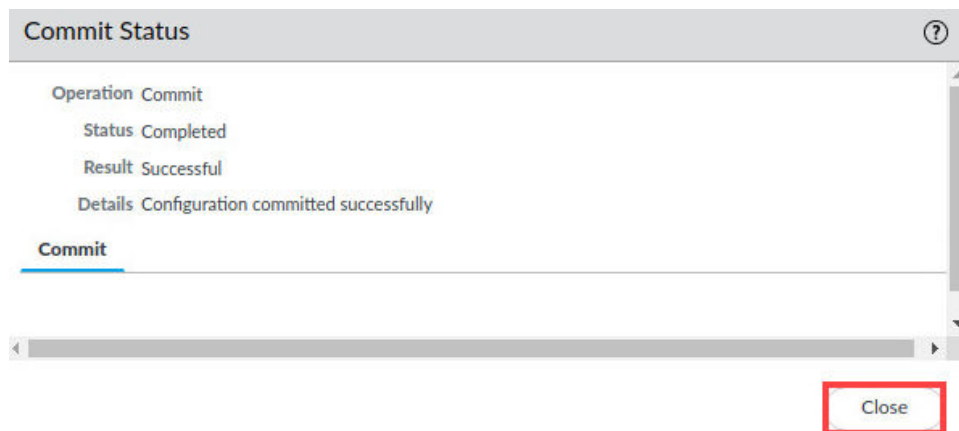 Commit Status
Operation Commit
Status Completed
Result Successful
Details Configuration committed successfully
Commit
Close